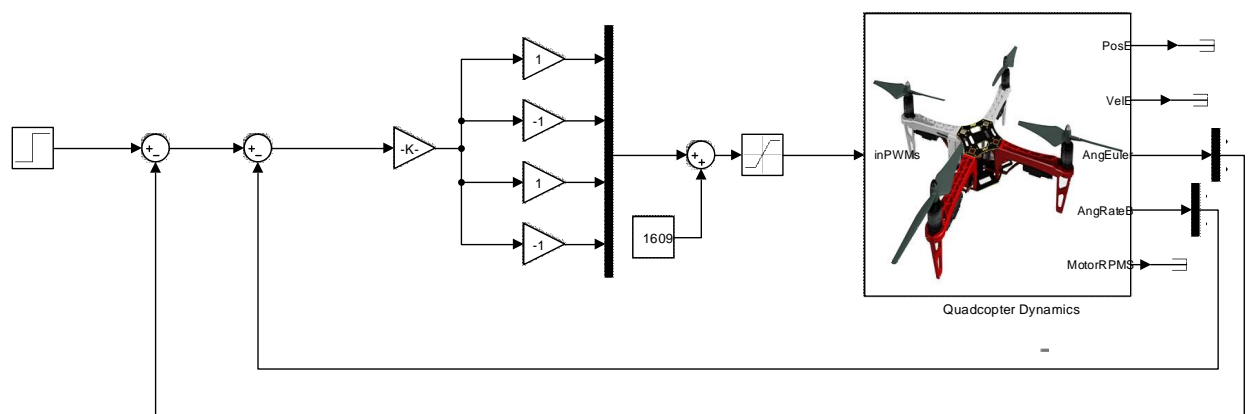 1
PosE
-1
VelE
-K-
inPWMs
AngEuler
1
AngRateB
1609
-1
MotorRPMS
Quadcopter Dynamics